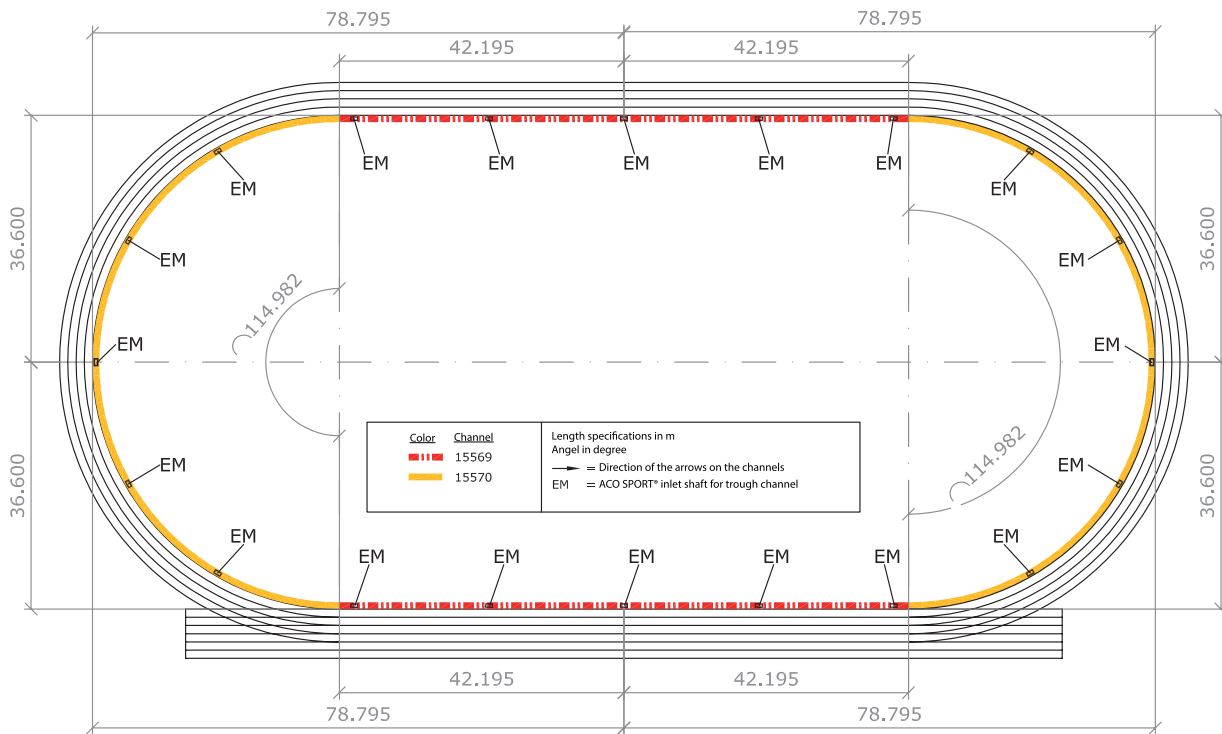 78.795 78.795
42.195 42.195
EM EM EM EM EM
EM EM
36.600 36.600
EM EM
114.982
EM EM
Color Channel
15569
15570
Length specifications in m
Angel in degree
= Direction of the arrows on the channels
EM = ACO SPORT® inlet shaft for trough channel
114.982
EM EM
36.600 36.600
EM EM
EM EM EM EM EM
42.195 42.195
78.795 78.795